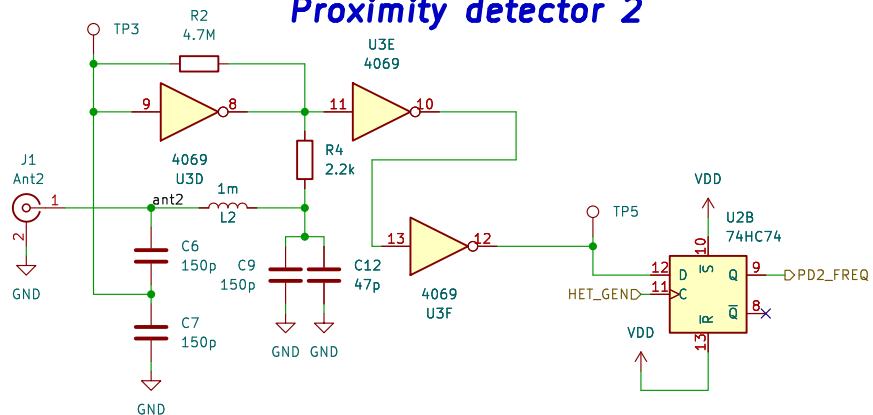 Proximity detector 2
TP3
R2
4.7M
U3E
4069
9
8
11
10
4069
U3D
R4
2.2k
J1
Ant2
1
2
GND
ant2
1m
L2
C6
150p
C7
150p
GND
C9
150p
C12
47p
GND
GND
13
12
4069
U3F
TP5
VDD
U2B
74HC74
10
12
D
S
Q
9
PD2_FREQ
HET_GEN
11
C
Q
8
R
13
VDD